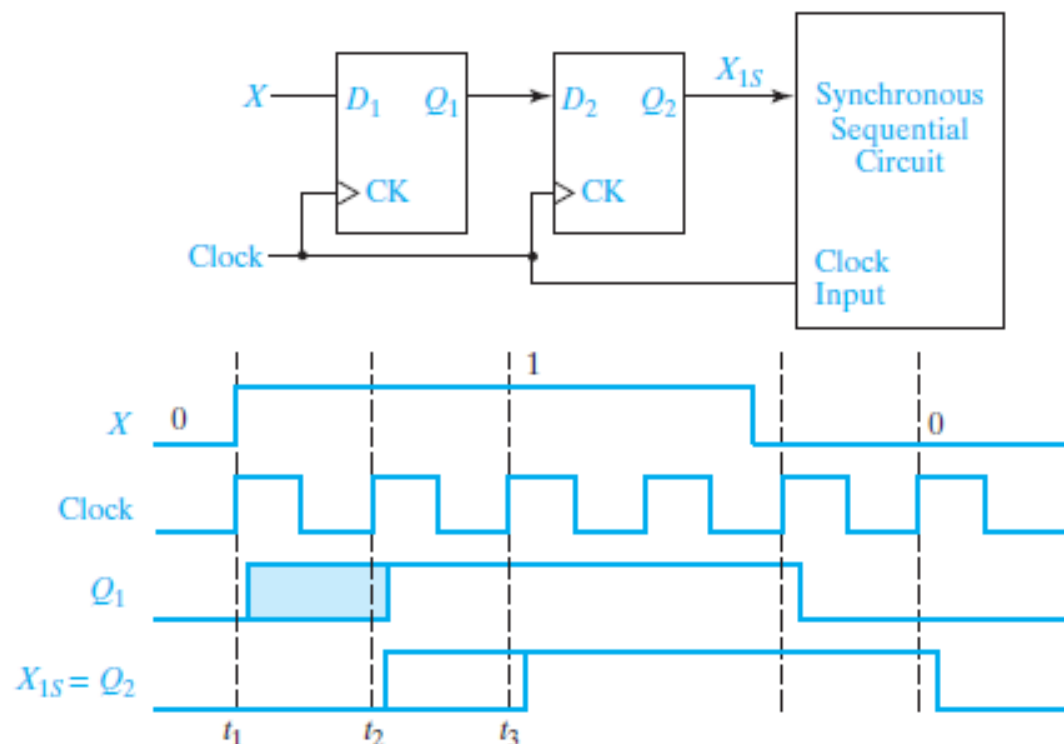 X D₁ Q₁ D₂ Q₂ X₁S Synchronous
Sequential
Circuit
CK CK
Clock Clock
Input
X 0 1 0
Clock
Q₁
X₁S = Q₂
t₁ t₂ t₃